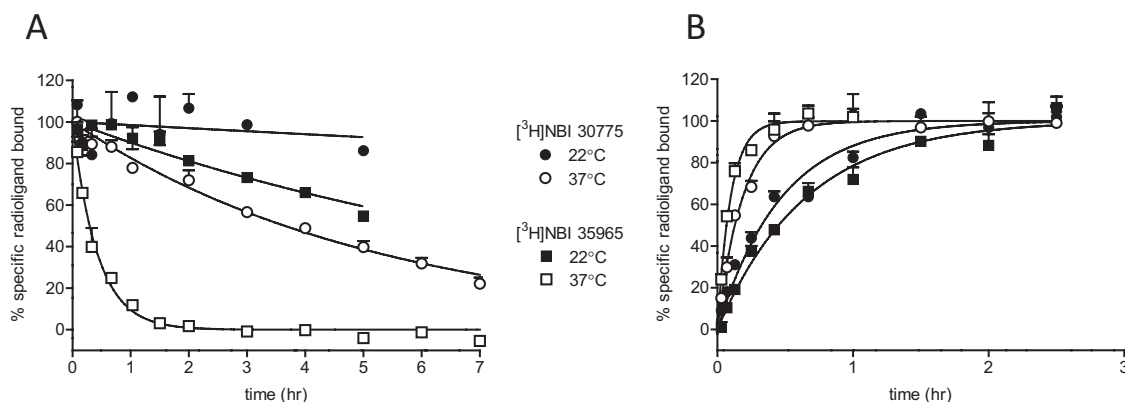 A
B
120
100
80
60
40
20
0
% specific radioligand bound
0
1
2
3
4
5
6
7
time (hr)
[³H]NBI 30775
22°C
37°C
[³H]NBI 35965
22°C
37°C
120
100
80
60
40
20
0
% specific radioligand bound
0
1
2
3
time (hr)